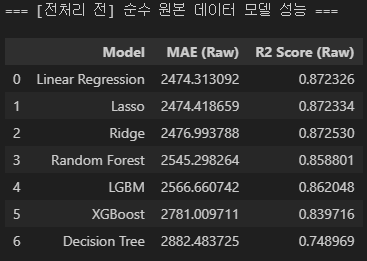 === [전처리 전] 순수 원본 데이터 모델 성능 ===
Model MAE (Raw) R2 Score (Raw)
0 Linear Regression 2474.313092 0.872326
1 Lasso 2474.418659 0.872334
2 Ridge 2476.993788 0.872530
3 Random Forest 2545.298264 0.858801
4 LGBM 2566.660742 0.862048
5 XGBoost 2781.009711 0.839716
6 Decision Tree 2882.483725 0.748969